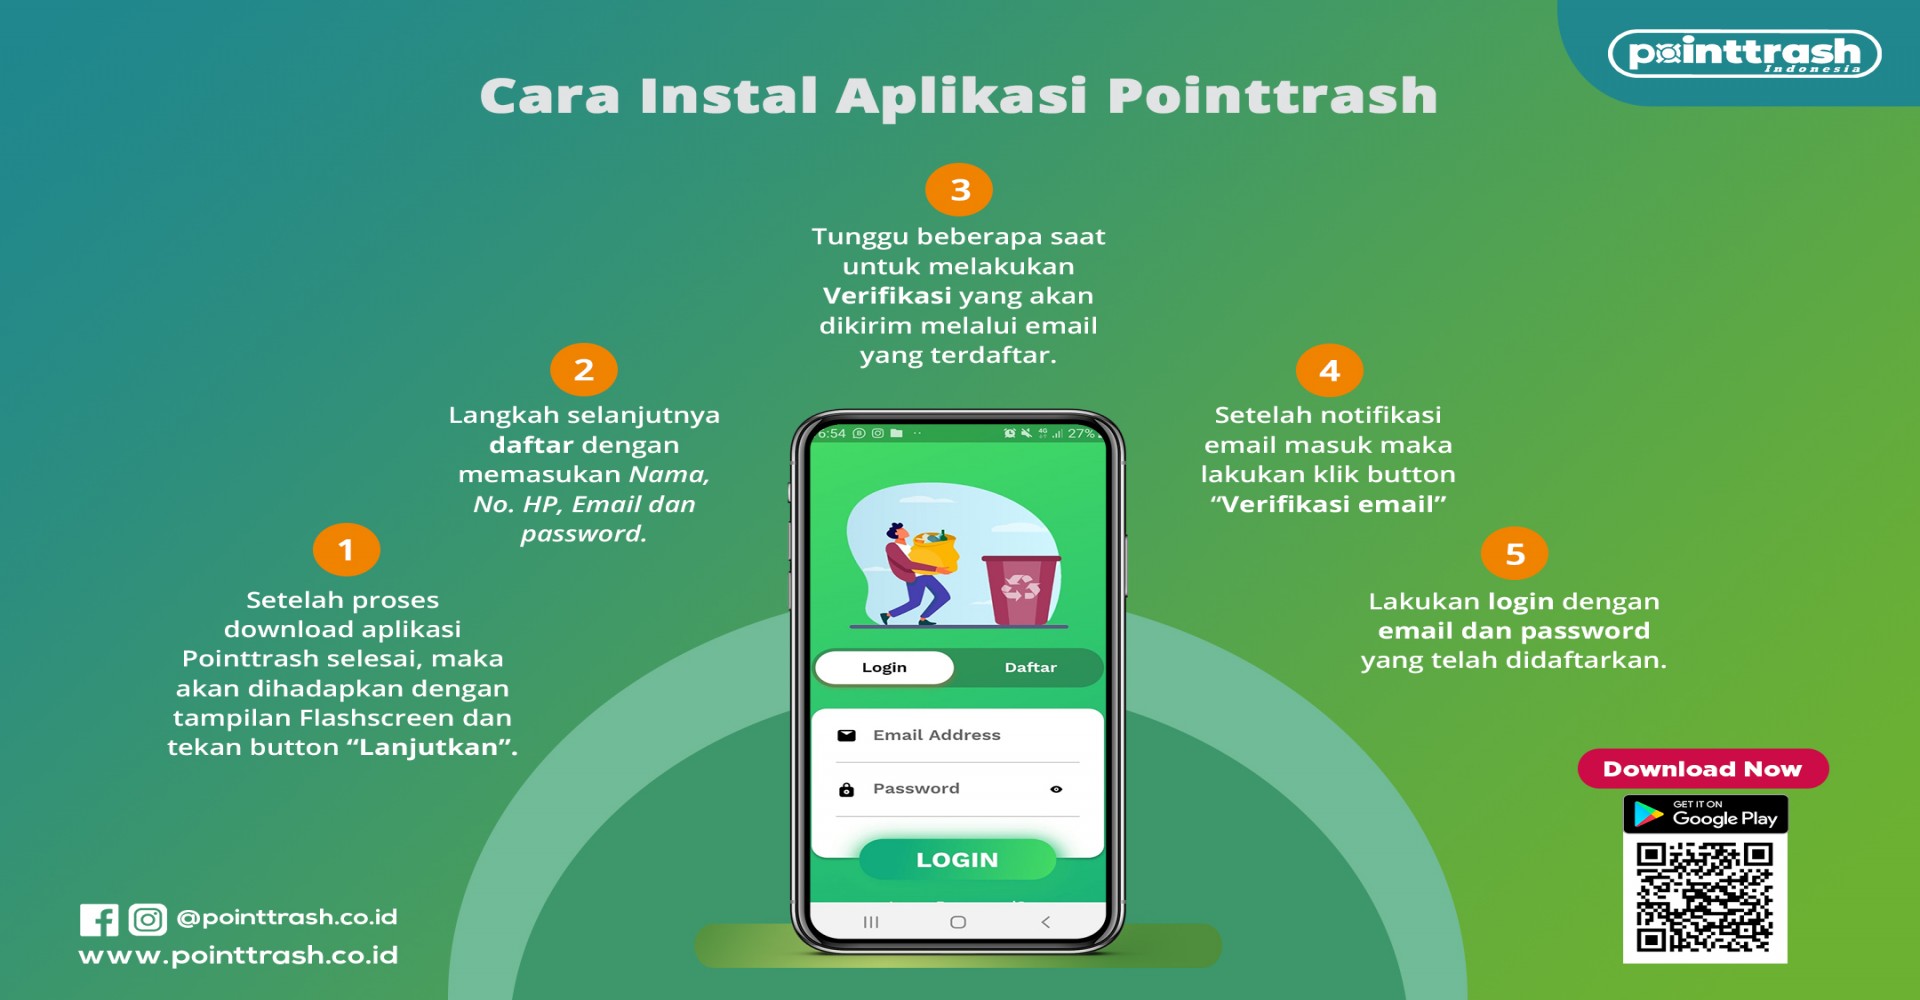 pointtrash
Indonesia
Cara Instal Aplikasi Pointtrash
1
Setelah proses
download aplikasi
Pointtrash selesai, maka
akan dihadapkan dengan
tampilan Flashscreen dan
tekan button “Lanjutkan”.
2
Langkah selanjutnya
daftar dengan
memasukan Nama,
No. HP, Email dan
password.
3
Tunggu beberapa saat
untuk melakukan
Verifikasi yang akan
dikirim melalui email
yang terdaftar.
4
Setelah notifikasi
email masuk maka
lakukan klik button
“Verifikasi email”
5
Lakukan login dengan
email dan password
yang telah didaftarkan.
6:54 4G 27%
Login Daftar
Email Address
Password
LOGIN
Download Now
GET IT ON
Google Play
@pointtrash.co.id
www.pointtrash.co.id